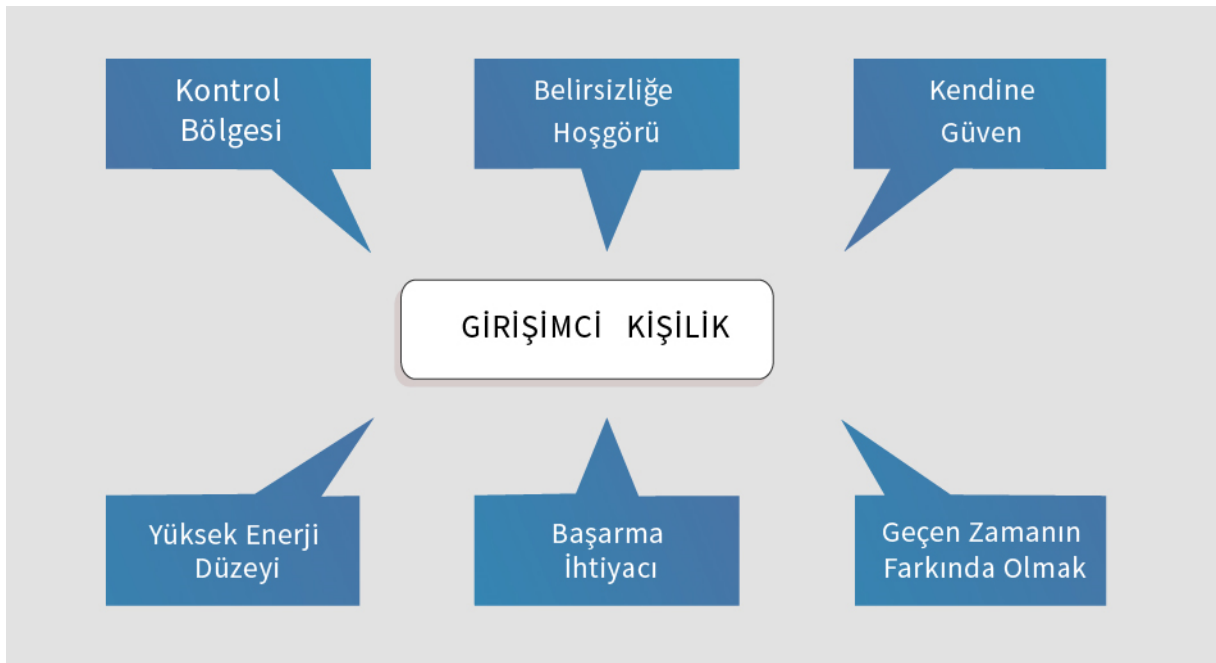 Kontrol
Bölgesi
Belirsizliğe
Hoşgörü
Kendine
Güven
GİRİŞİMCİ KİŞİLİK
Yüksek Enerji
Düzeyi
Başarma
İhtiyacı
Geçen Zamanın
Farkında Olmak